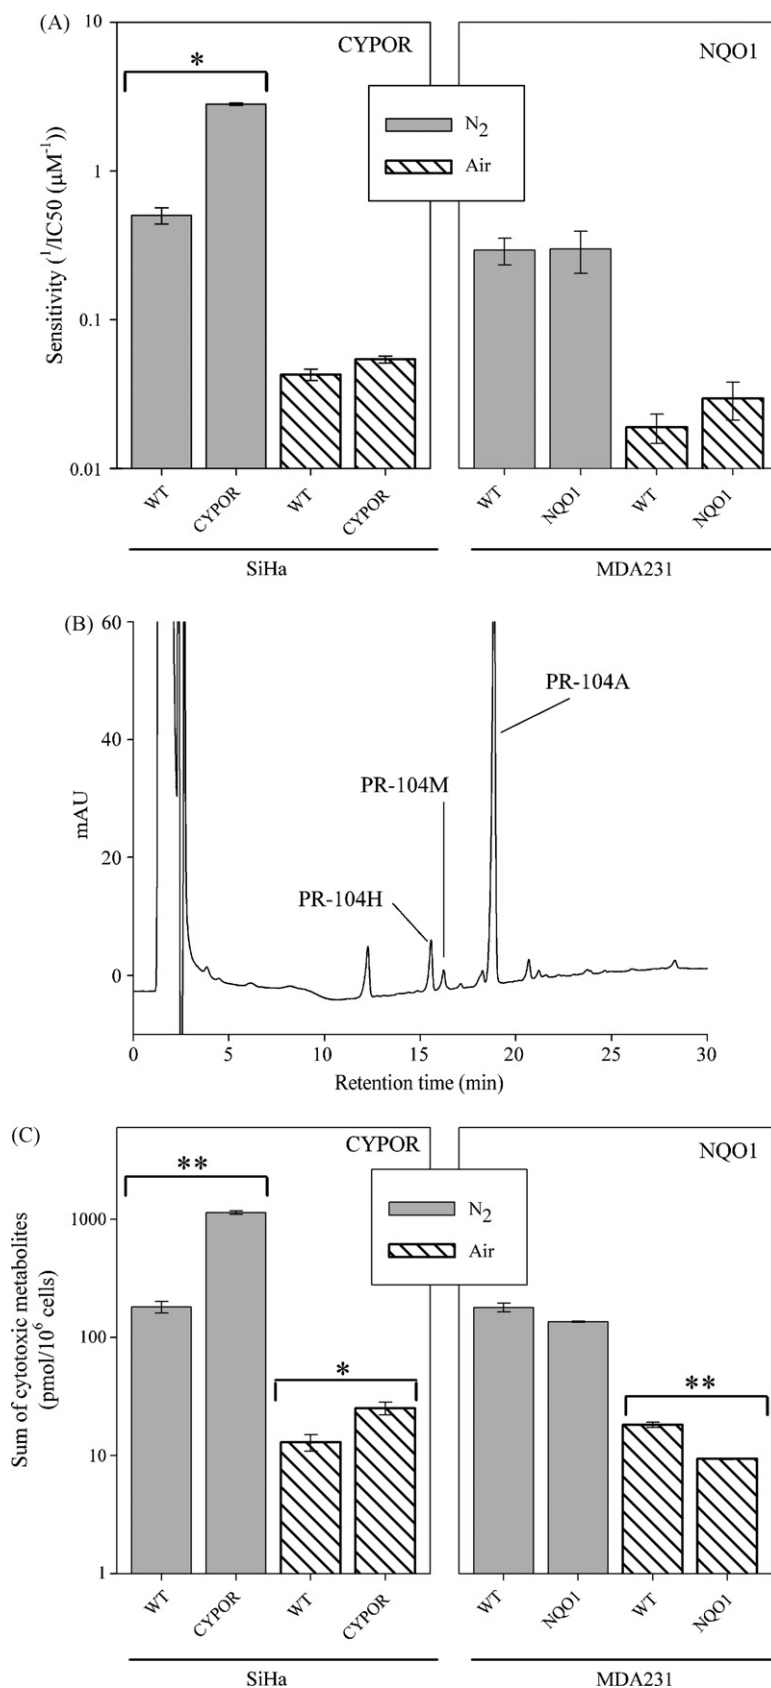 (A)
CYPOR
NQO1
*
N2
Air
10
1
0.1
0.01
Sensitivity (1/IC50 (µM-1))
WT
CYPOR
WT
CYPOR
WT
NQO1
WT
NQO1
SiHa
MDA231
(B)
60
40
20
0
mAU
PR-104A
PR-104M
PR-104H
0
5
10
15
20
25
30
Retention time (min)
(C)
CYPOR
NQO1
**
*
**
N2
Air
1000
100
10
1
Sum of cytotoxic metabolites
(pmol/10^6 cells)
WT
CYPOR
WT
CYPOR
WT
NQO1
WT
NQO1
SiHa
MDA231